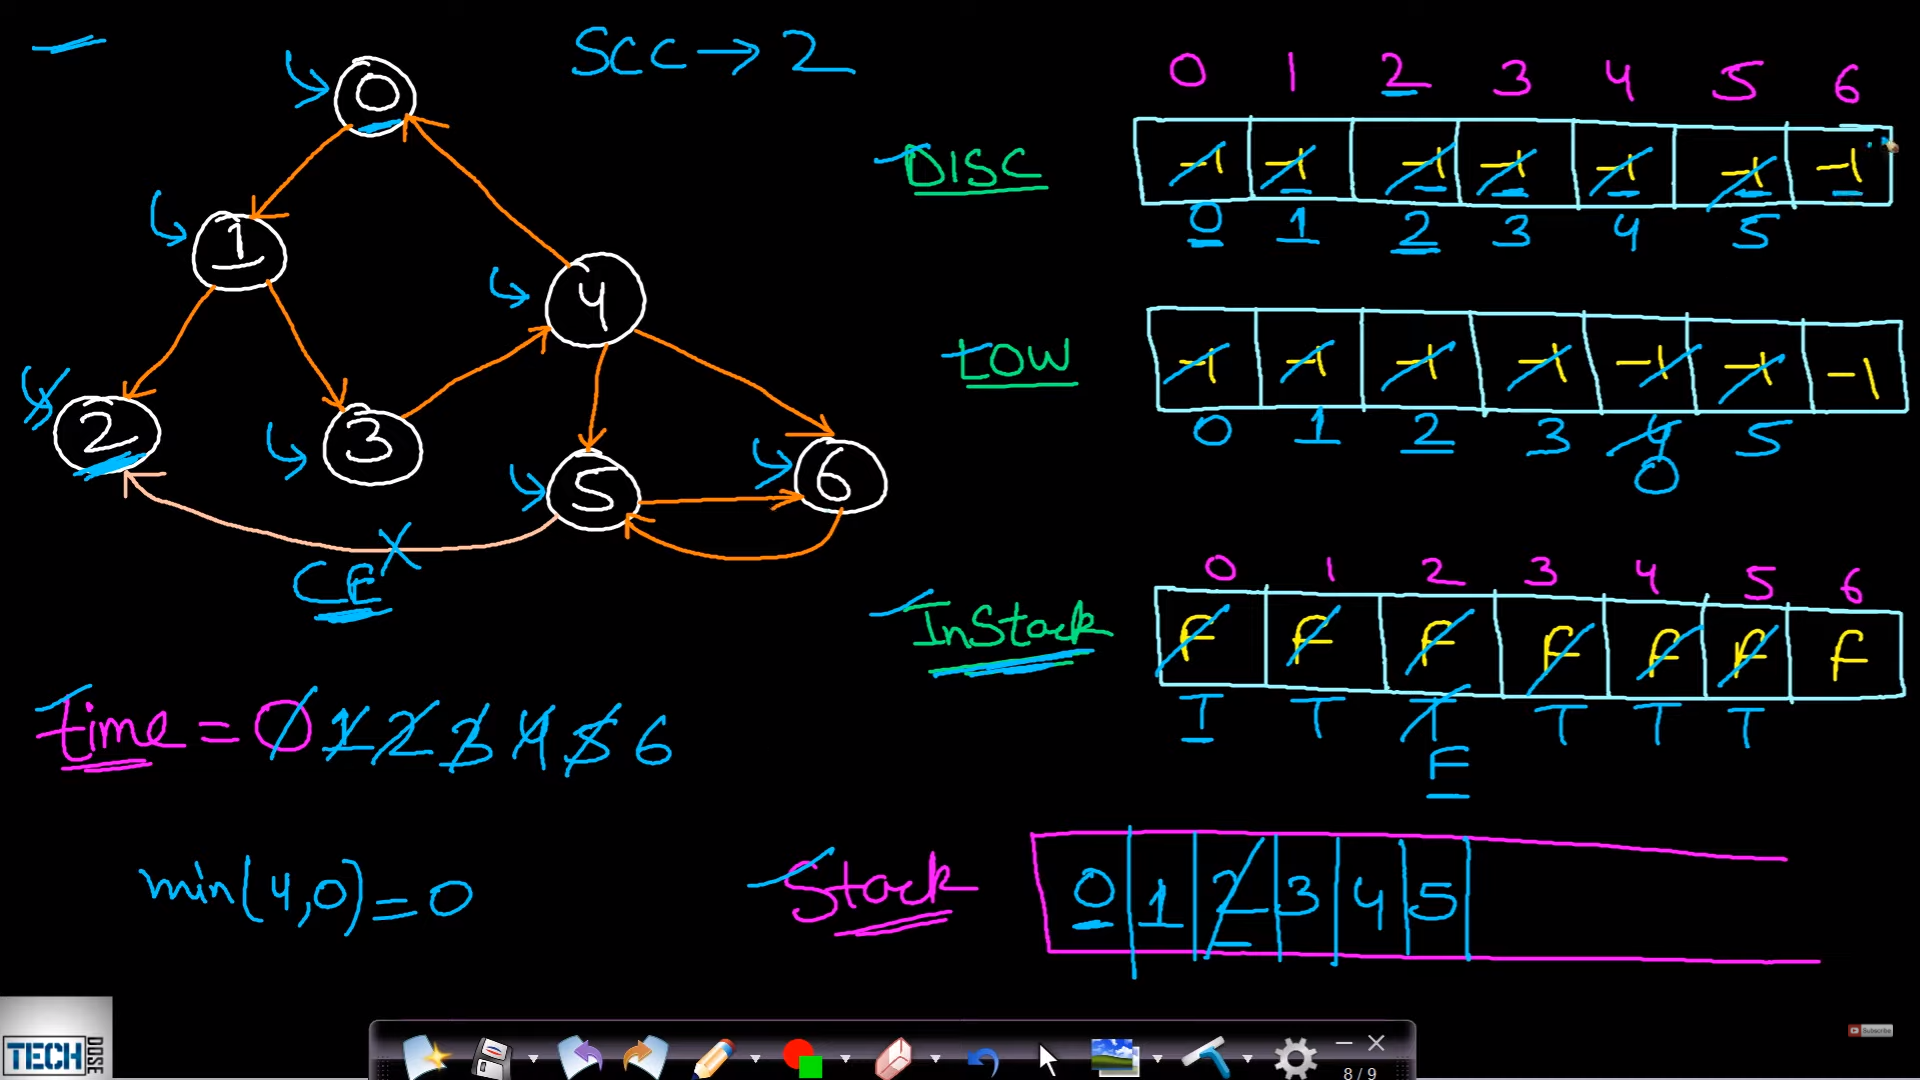 SCC → 2
0
1
4
2
3
5
6
CE X
0 1 2 3 4 5 6
DISC -1 -1 -1 -1 -1 -1 -1
0 1 2 3 4 5
LOW -1 -1 -1 -1 -1 -1 -1
0 1 2 3 4 5
0
0 1 2 3 4 5 6
InStack F F F F F F F
T T T T T T
F
time = 0 1 2 3 4 5 6
min(4,0) = 0
Stack 0 1 2 3 4 5
TECH DOSE
Subscribe
8 / 9